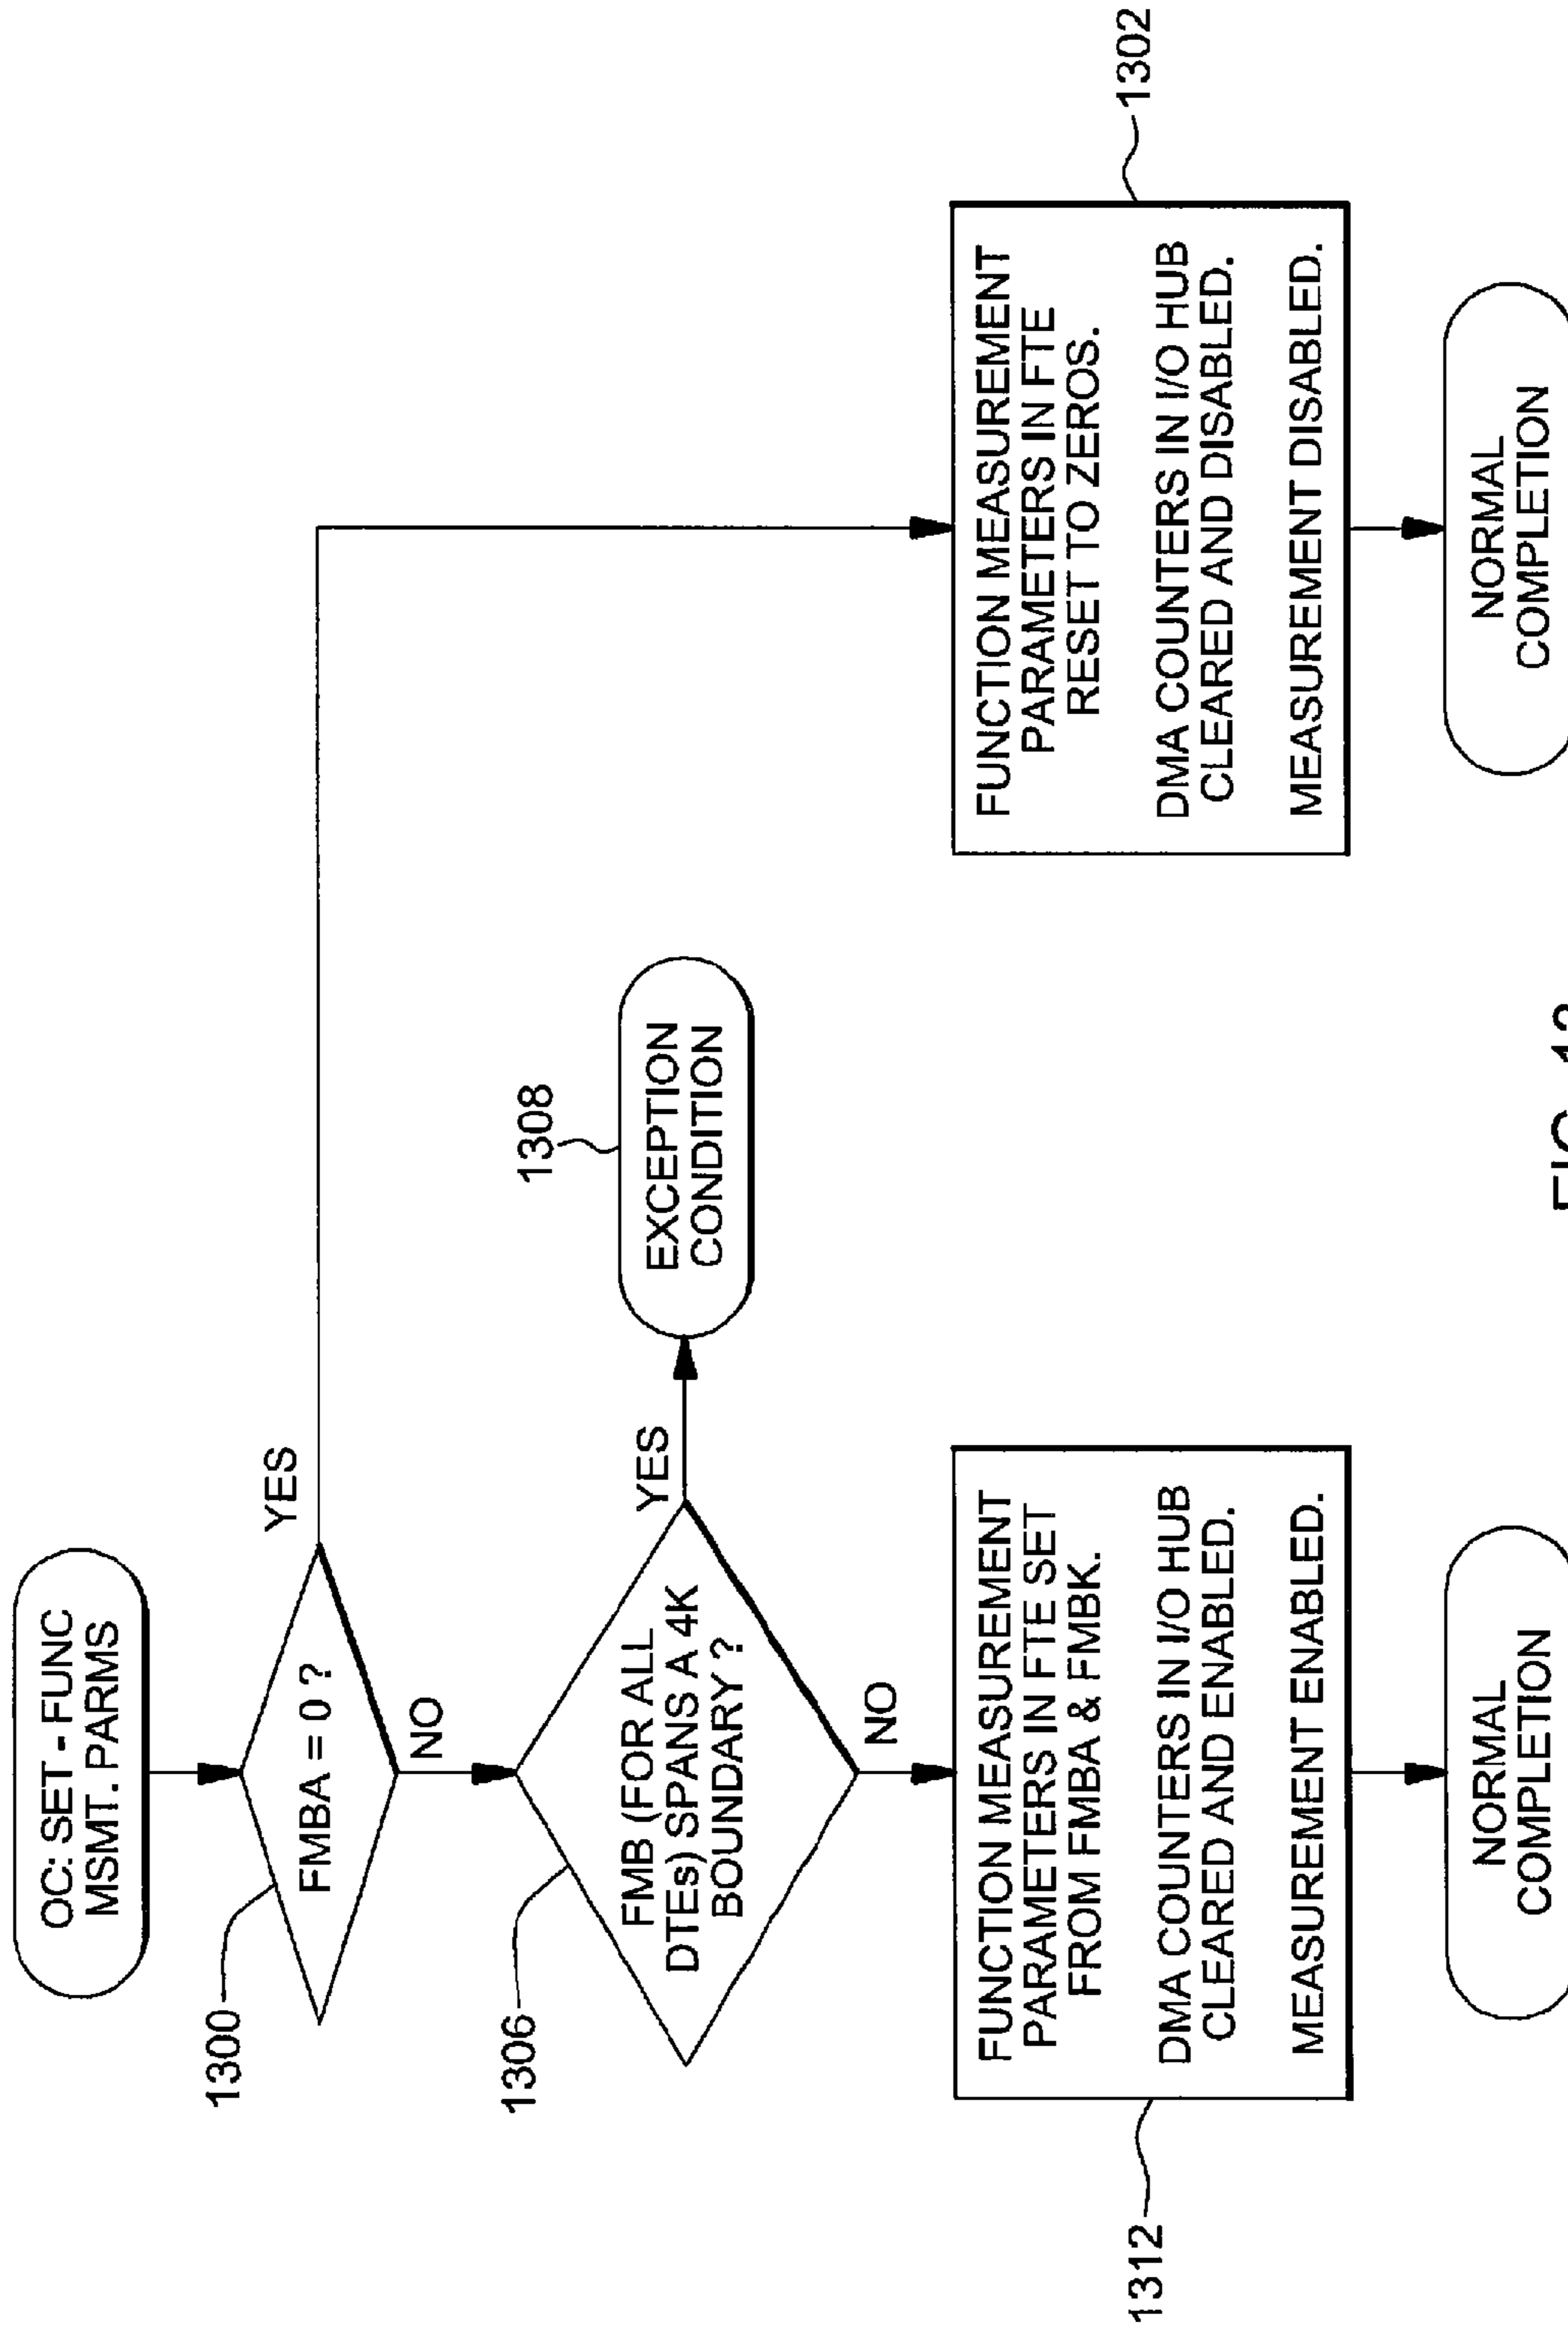 OC: SET - FUNC
MSMT. PARMS
1300
FMBA = 0 ?
YES
NO
1306
FMB (FOR ALL
DTEs) SPANS A 4K
BOUNDARY ?
YES
1308
EXCEPTION
CONDITION
NO
1312
FUNCTION MEASUREMENT
PARAMETERS IN FTE SET
FROM FMBA & FMBK.
DMA COUNTERS IN I/O HUB
CLEARED AND ENABLED.
MEASUREMENT ENABLED.
NORMAL
COMPLETION
1302
FUNCTION MEASUREMENT
PARAMETERS IN FTE
RESET TO ZEROS.
DMA COUNTERS IN I/O HUB
CLEARED AND DISABLED.
MEASUREMENT DISABLED.
NORMAL
COMPLETION
FIG. 13